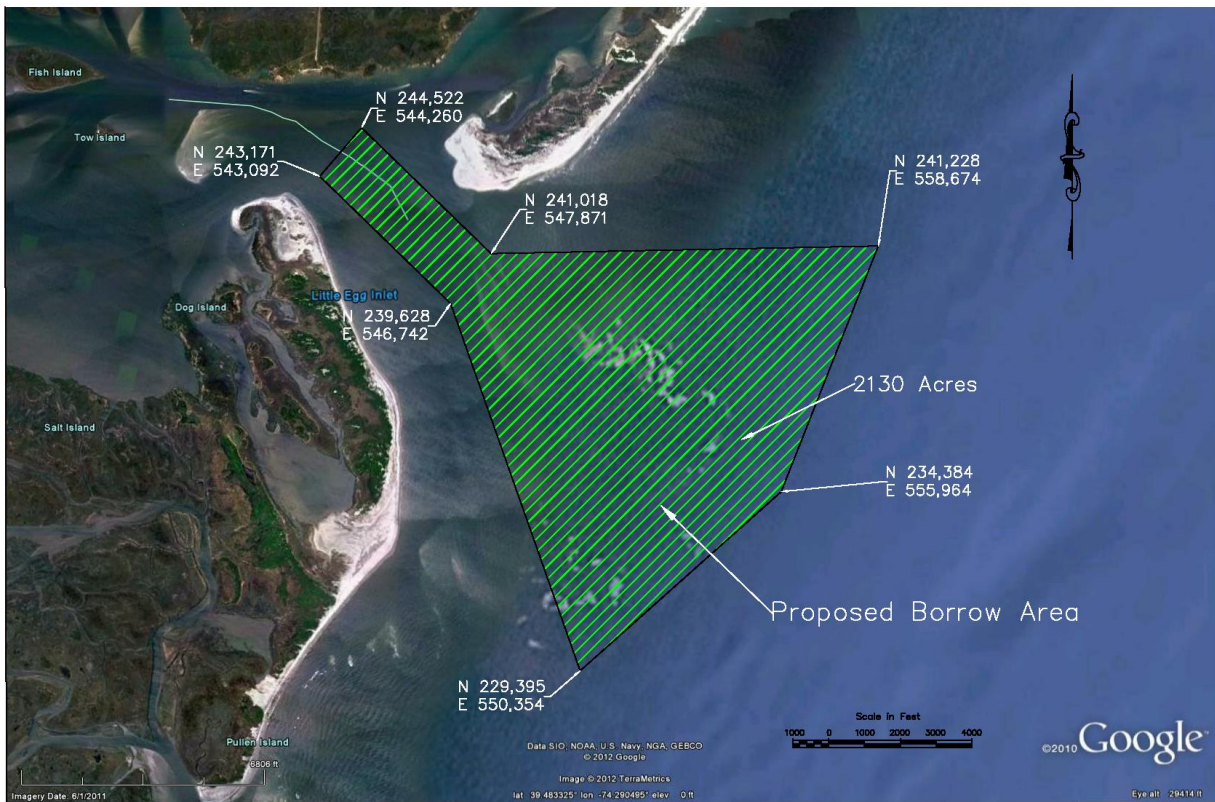 Fish Island
N 244,522
E 544,260
Tow Island
N 243,171
E 543,092
N 241,228
E 558,674
N 241,018
E 547,871
Little Egg Inlet
Dog Island
N 239,628
E 546,742
2130 Acres
Salt Island
N 234,384
E 555,964
Proposed Borrow Area
N 229,395
E 550,354
Scale in Feet
1000 0 1000 2000 3000 4000
Pullen Island
6806 ft
Data SIO, NOAA, U.S. Navy, NGA, GEBCO
© 2012 Google
©2010 Google
Image © 2012 TerraMetrics
Imagery Date: 6/1/2011
lat 39.483325° lon -74.290495° elev 0 ft
Eye alt 29414 ft